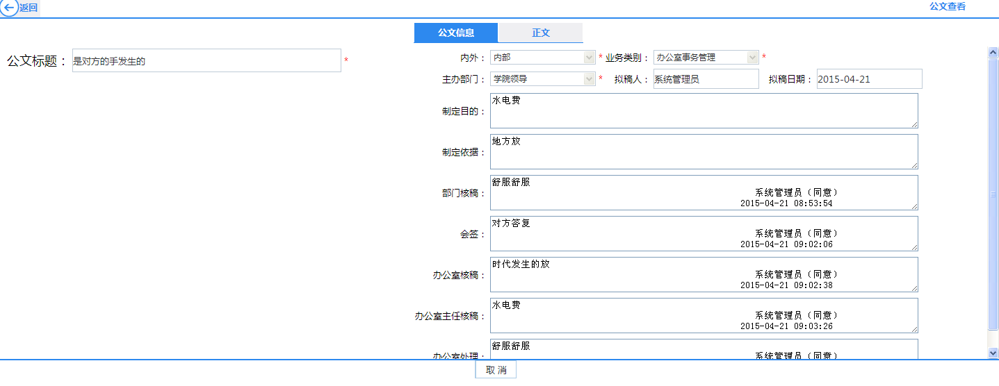 返回
公文查看
公文信息 正文
公文标题： 是对方的手发生的 *
内外： 内部 * 业务类别： 办公室事务管理 *
主办部门： 学院领导 * 拟稿人： 系统管理员 拟稿日期： 2015-04-21
制定目的： 水电费
制定依据： 地方放
部门核稿： 舒服舒服
系统管理员（同意）
2015-04-21 08:53:54
会签： 对方答复
系统管理员（同意）
2015-04-21 09:02:06
办公室核稿： 时代发生的放
系统管理员（同意）
2015-04-21 09:02:38
办公室主任核稿： 水电费
系统管理员（同意）
2015-04-21 09:03:26
办公室处理： 舒服舒服
系统管理员（同意）
取 消